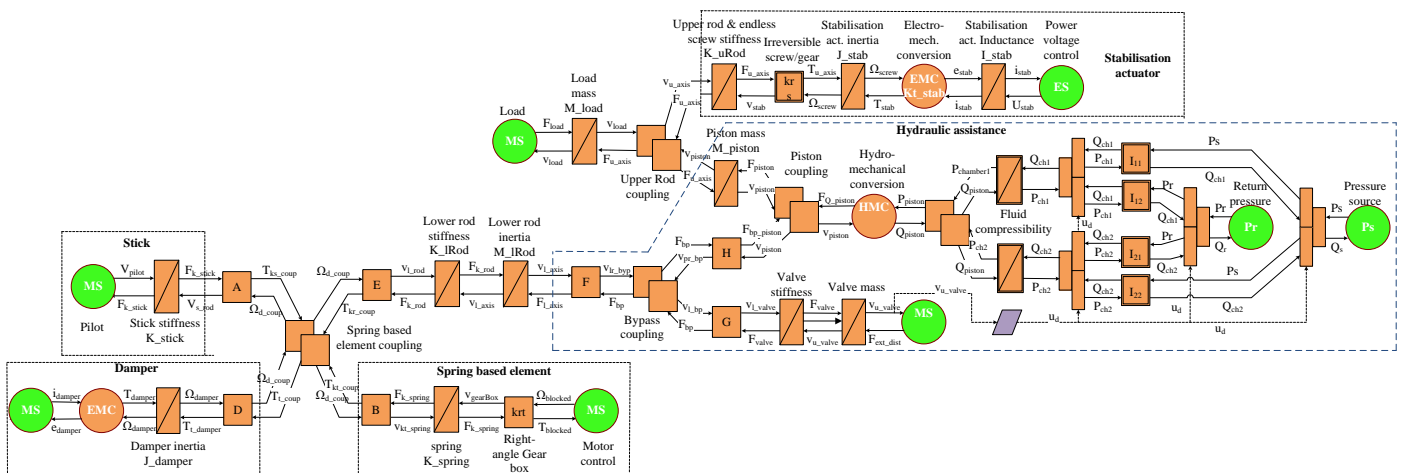 Upper rod & endless
screw stiffness
K_uRod
Irreversible
screw/gear
Stabilisation
act. inertia
J_stab
Electro-
mech.
conversion
Stabilisation
act. Inductance
I_stab
Power
voltage
control
Stabilisation
actuator
v_u_axis
F_u_axis
F_u_axis
v_stab
kr
s
T_u_axis
Ω_screw
Ω_screw
T_stab
EMC
Kt_stab
e_stab
i_stab
i_stab
U_stab
ES
Load
MS
F_load
v_load
Load
mass
M_load
v_load
F_u_axis
Upper Rod
coupling
v_piston
F_u_axis
Hydraulic assistance
Piston mass
M_piston
F_piston
v_piston
Piston
coupling
F_Q_piston
v_piston
Hydro-
mechanical
conversion
HMC
P_piston
Q_piston
P_chamber1
Q_piston
P_ch2
Q_piston
Fluid
compressibility
Q_ch1
P_ch1
Q_ch1
P_ch1
Q_ch1
P_ch1
I_11
I_12
Ps
Q_ch1
Pr
Q_ch1
u_d
Q_ch2
P_ch2
Q_ch2
P_ch2
Q_ch2
P_ch2
I_21
I_22
Pr
Q_ch2
Ps
Q_ch2
u_d
u_d
u_d
u_d
Return
pressure
Pr
Q_r
Pr
Pressure
source
Ps
Q_s
Ps
Stick
MS
Pilot
V_pilot
F_k_stick
Stick stiffness
K_stick
F_k_stick
V_s_rod
A
T_ks_coup
Ω_d_coup
Spring based
element coupling
Ω_d_coup
T_kr_coup
E
v_l_rod
F_k_rod
Lower rod
stiffness
K_lRod
F_k_rod
v_l_axis
Lower rod
inertia
M_lRod
v_l_axis
F_l_axis
F
v_lr_byp
F_bp
Bypass
coupling
F_bp
v_pr_bp
H
F_bp_piston
v_piston
v_l_bp
F_bp
G
v_l_valve
F_valve
Valve
stiffness
F_valve
v_u_valve
Valve mass
v_u_valve
F_ext_dist
MS
v_u_valve
Damper
MS
i_damper
e_damper
EMC
T_damper
Ω_damper
Damper inertia
J_damper
Ω_damper
T_t_damper
D
Ω_d_coup
T_t_coup
Spring based element
T_kt_coup
Ω_d_coup
B
F_k_spring
v_kt_spring
spring
K_spring
v_gearBox
F_k_spring
krt
Right-
angle Gear
box
Ω_blocked
T_blocked
MS
Motor
control